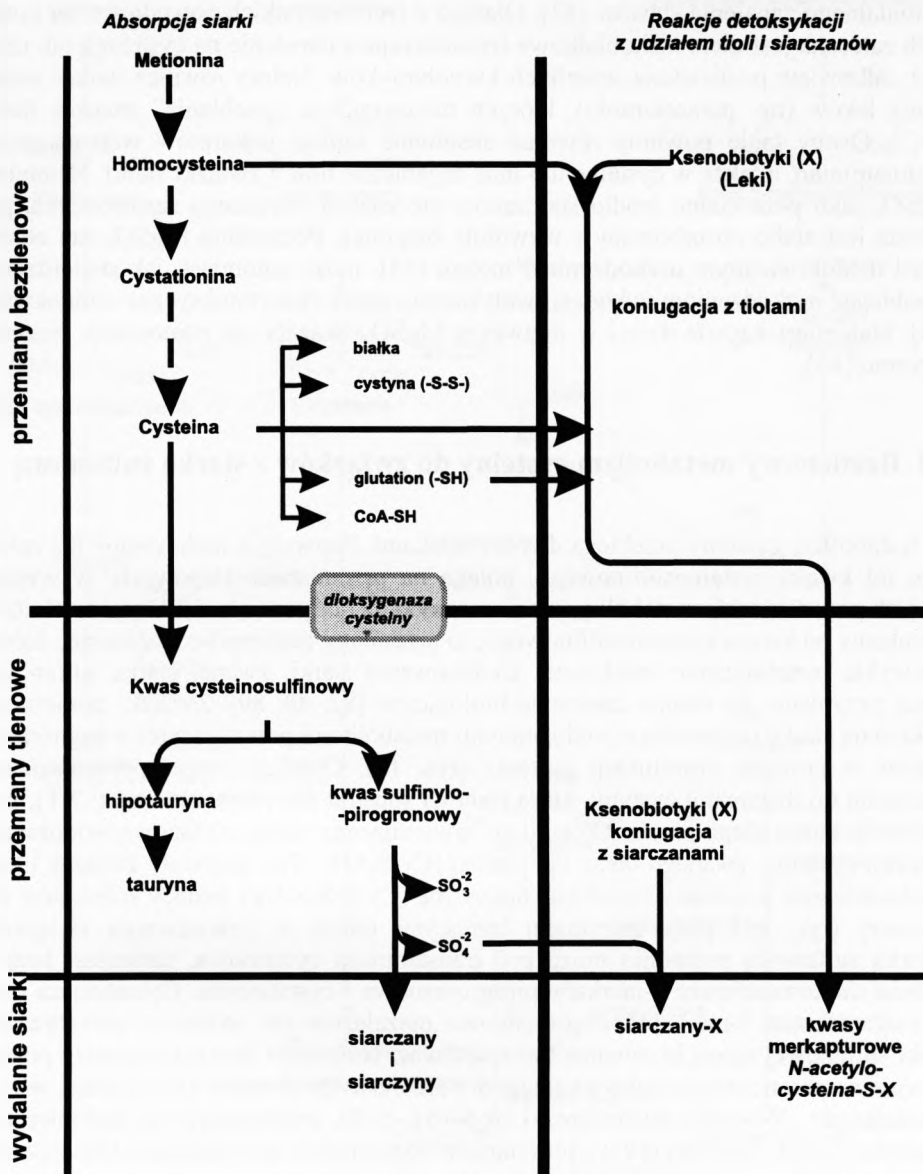 Absorpcja siarki
Metionina
Homocysteina
Cystationina
białka
cystyna (-S-S-)
Cysteina
glutation (-SH)
CoA-SH
Reakcja detoksykacji
z udziałem tioli i siarczanów
Ksenobiotyki (X)
(Leki)
koniugacja z tiolami
przemiany beztlenowe
dioksygenaza
cysteiny
Kwas cysteinosulfinowy
hipotauryna
tauryna
kwas sulfinylo-
-pirogronowy
SO₃⁻²
SO₄⁻²
ksenobiotyki (X)
koniugacja
z siarczanami
przemiany tlenowe
siarczany
i
siarczyny
siarczany-X
kwasy
merkapturowe
N-acetylo-
cysteina-S-X
wydalanie siarki